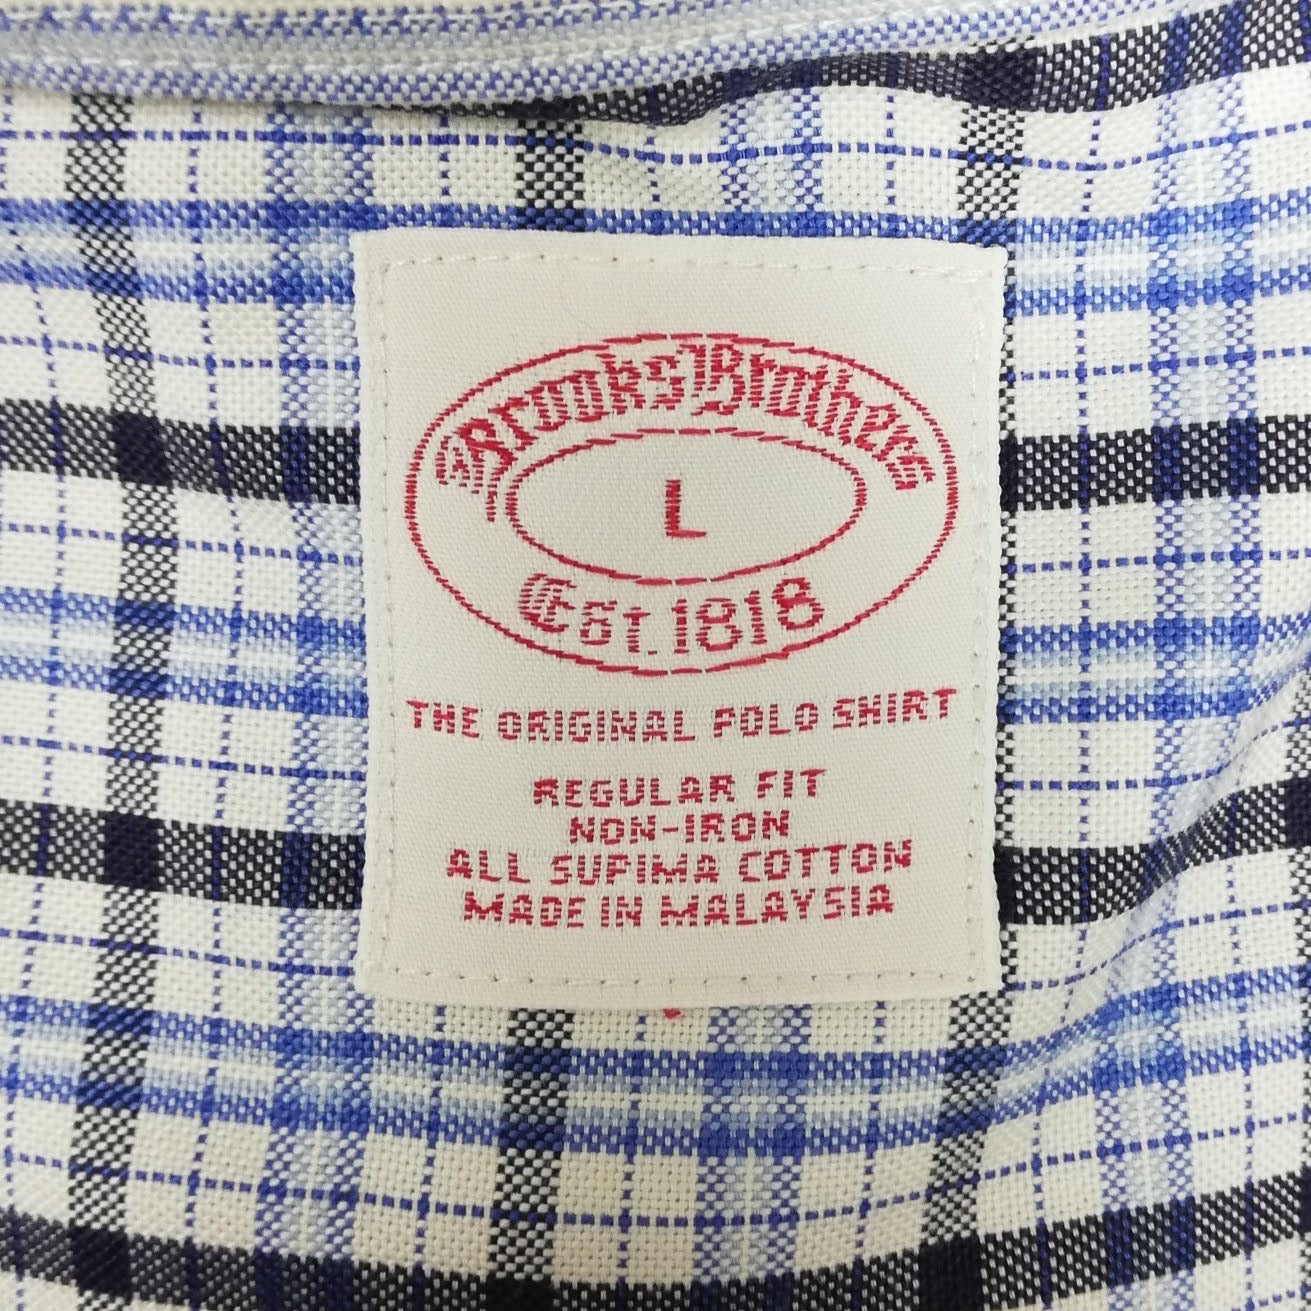 Brooks Brothers
L
Est. 1818
THE ORIGINAL POLO SHIRT
REGULAR FIT
NON-IRON
ALL SUPIMA COTTON
MADE IN MALAYSIA